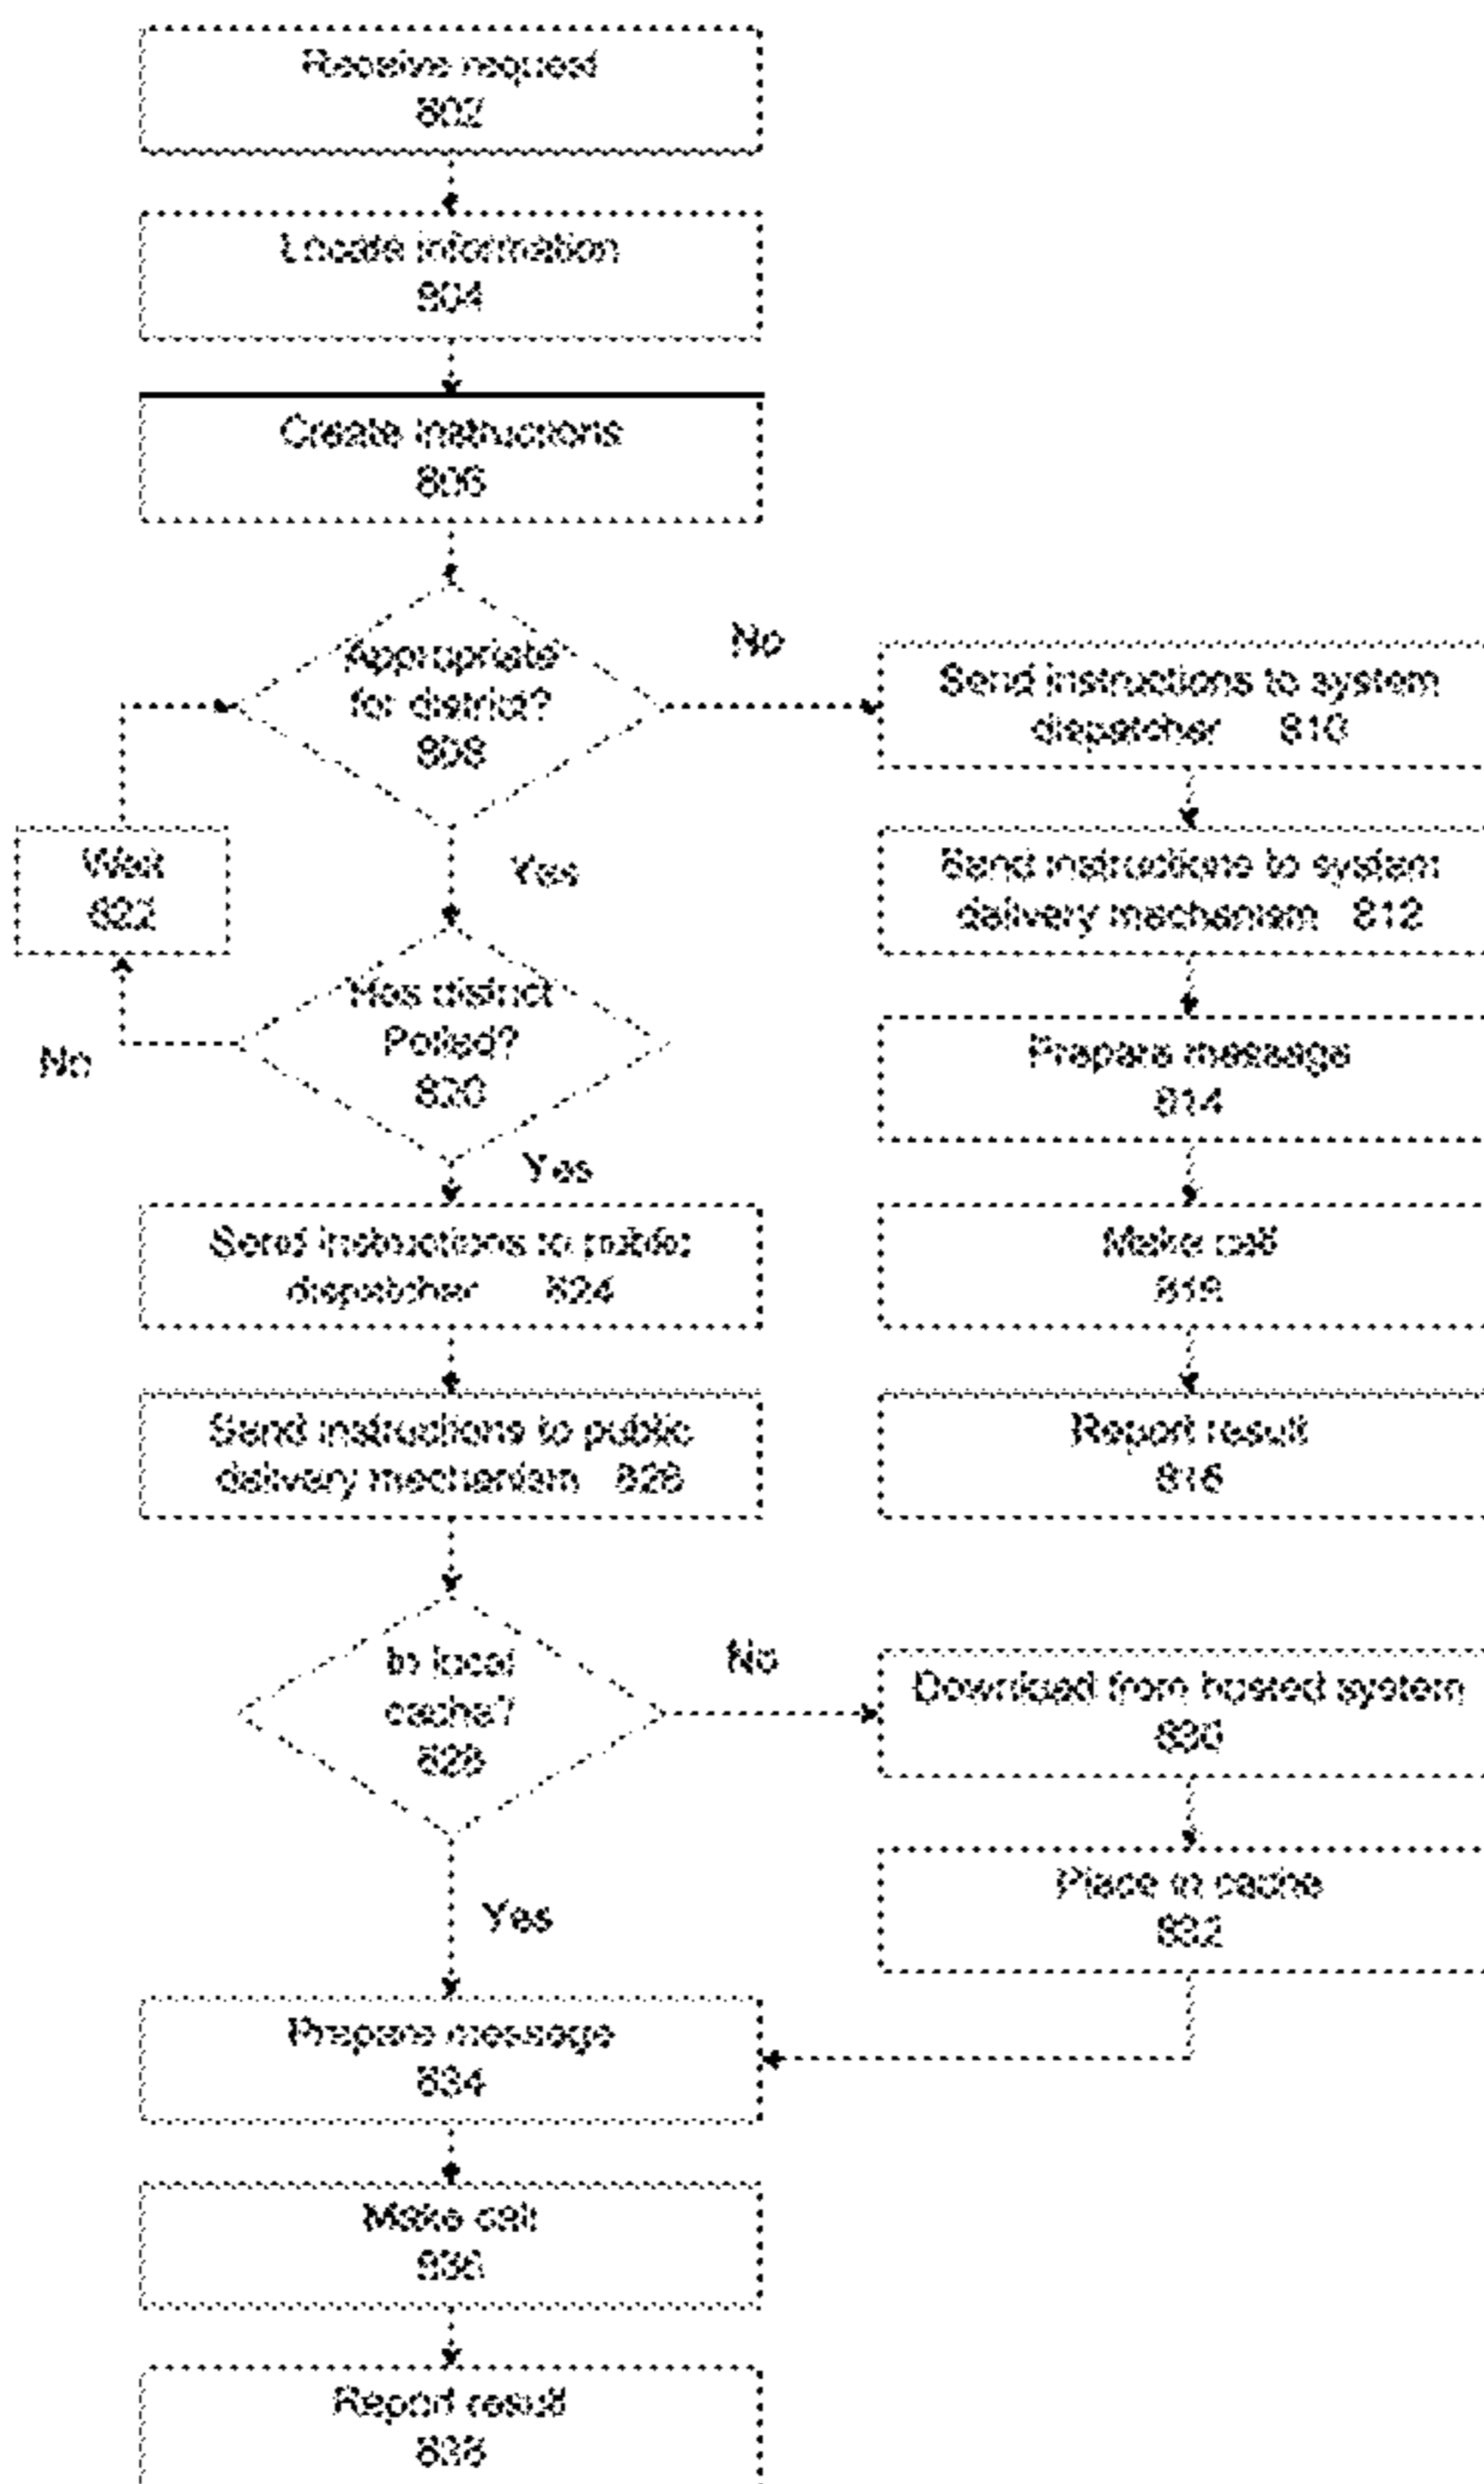 Receive request
802
Locate information
804
Create instructions
806
Appropriate
for district?
808
No
Send instructions to system
dispatcher 810
Yes
Wait
822
Send instructions to system
delivery mechanism 812
Has district
Polled?
820
No
Prepare message
814
Yes
Send instructions to public
dispatcher 824
Make call
Send instructions to public
delivery mechanism
Report result
In local
cache?
828
No
Download from hosted system
830
Yes
Place in cache
832
Prepare message
834
Make call
836
Report result
838